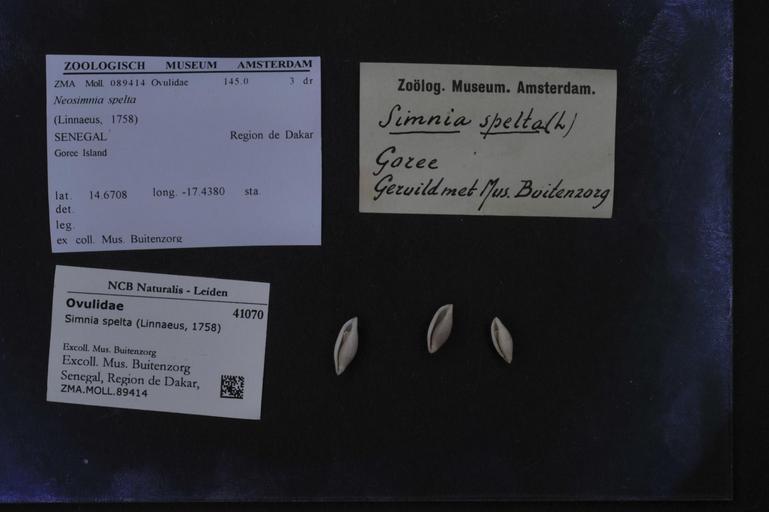 ZOOLOGISCH MUSEUM AMSTERDAM
ZMA Moll. 089414 Ovulidae 145.0 3 dr
Neosimnia spelta
(Linnaeus, 1758)
SENEGAL Region de Dakar
Goree Island
lat. 14.6708 long. -17.4380 sta.
det.
leg.
ex coll. Mus. Buitenzorg
Zoölog. Museum. Amsterdam.
Simnia spelta (L)
Goree
Geruild met Mus. Buitenzorg
NCB Naturalis - Leiden
Ovulidae 41070
Simnia spelta (Linnaeus, 1758)
Excoll. Mus. Buitenzorg
Excoll. Mus. Buitenzorg
Senegal, Region de Dakar,
ZMA.MOLL.89414